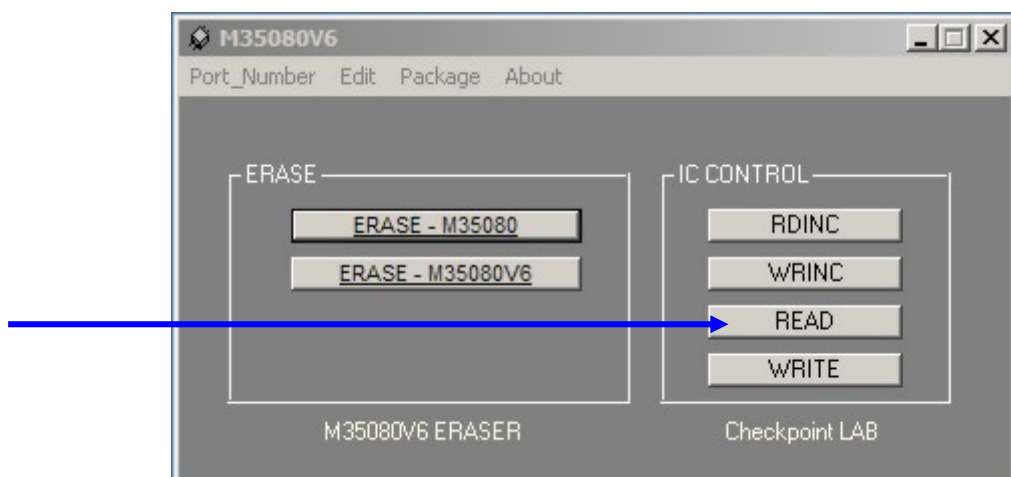 M35080V6
Port_Number Edit Package About
ERASE
ERASE - M35080
ERASE - M35080V6
M35080V6 ERASER
IC CONTROL
RDINC
WRINC
READ
WRITE
Checkpoint LAB